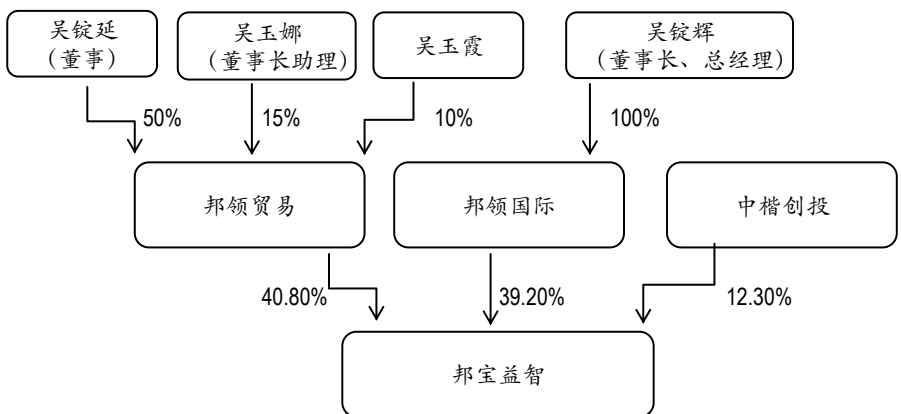 吴锭延
（董事）
吴玉娜
（董事长助理）
吴玉霞
吴锭辉
（董事长、总经理）
50%
15%
10%
100%
邦领贸易
邦领国际
中楷创投
40.80%
39.20%
12.30%
邦宝益智